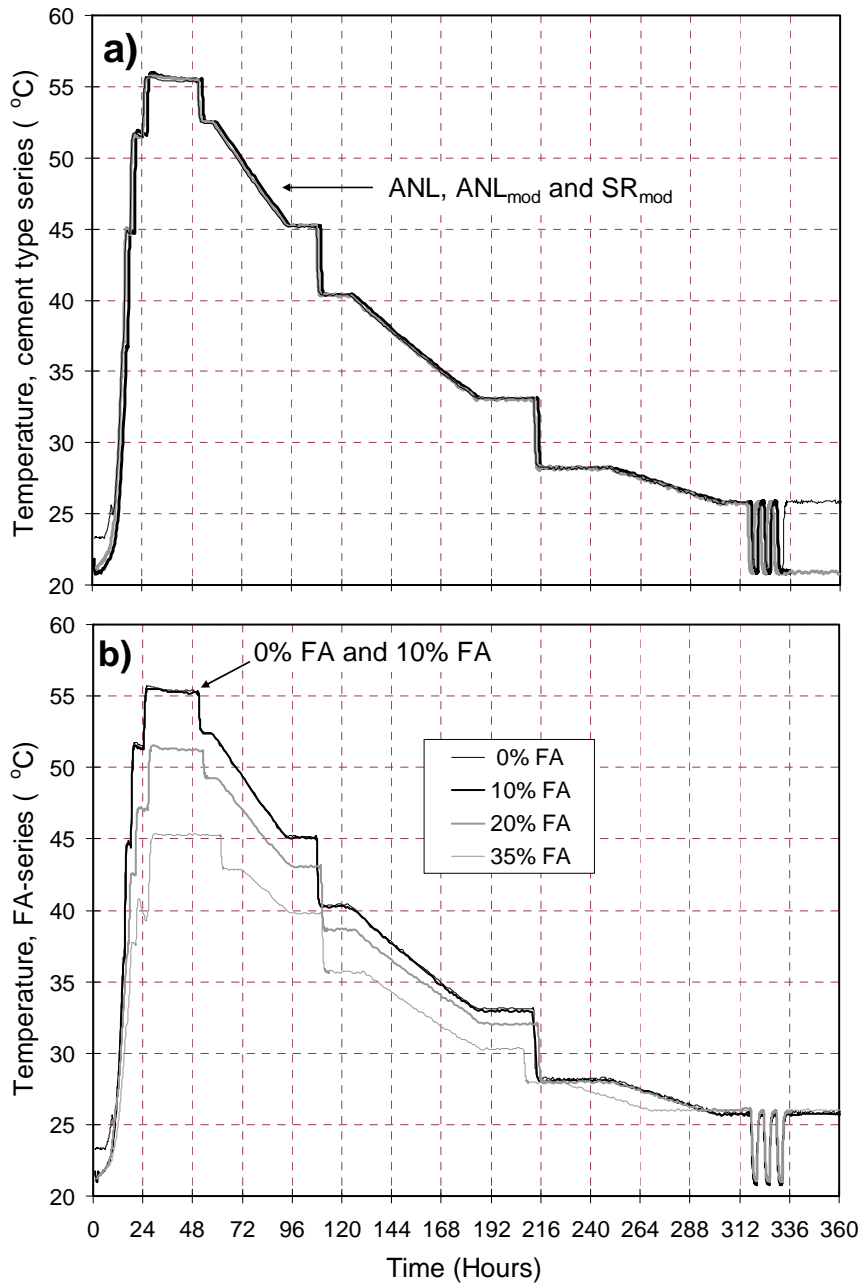 a)
Temperature, cement type series ( °C)
60
55
50
45
40
35
30
25
20
ANL, ANLmod and SRmod
b)
Temperature, FA-series ( °C)
60
55
50
45
40
35
30
25
20
0% FA and 10% FA
0% FA
10% FA
20% FA
35% FA
0 24 48 72 96 120 144 168 192 216 240 264 288 312 336 360
Time (Hours)